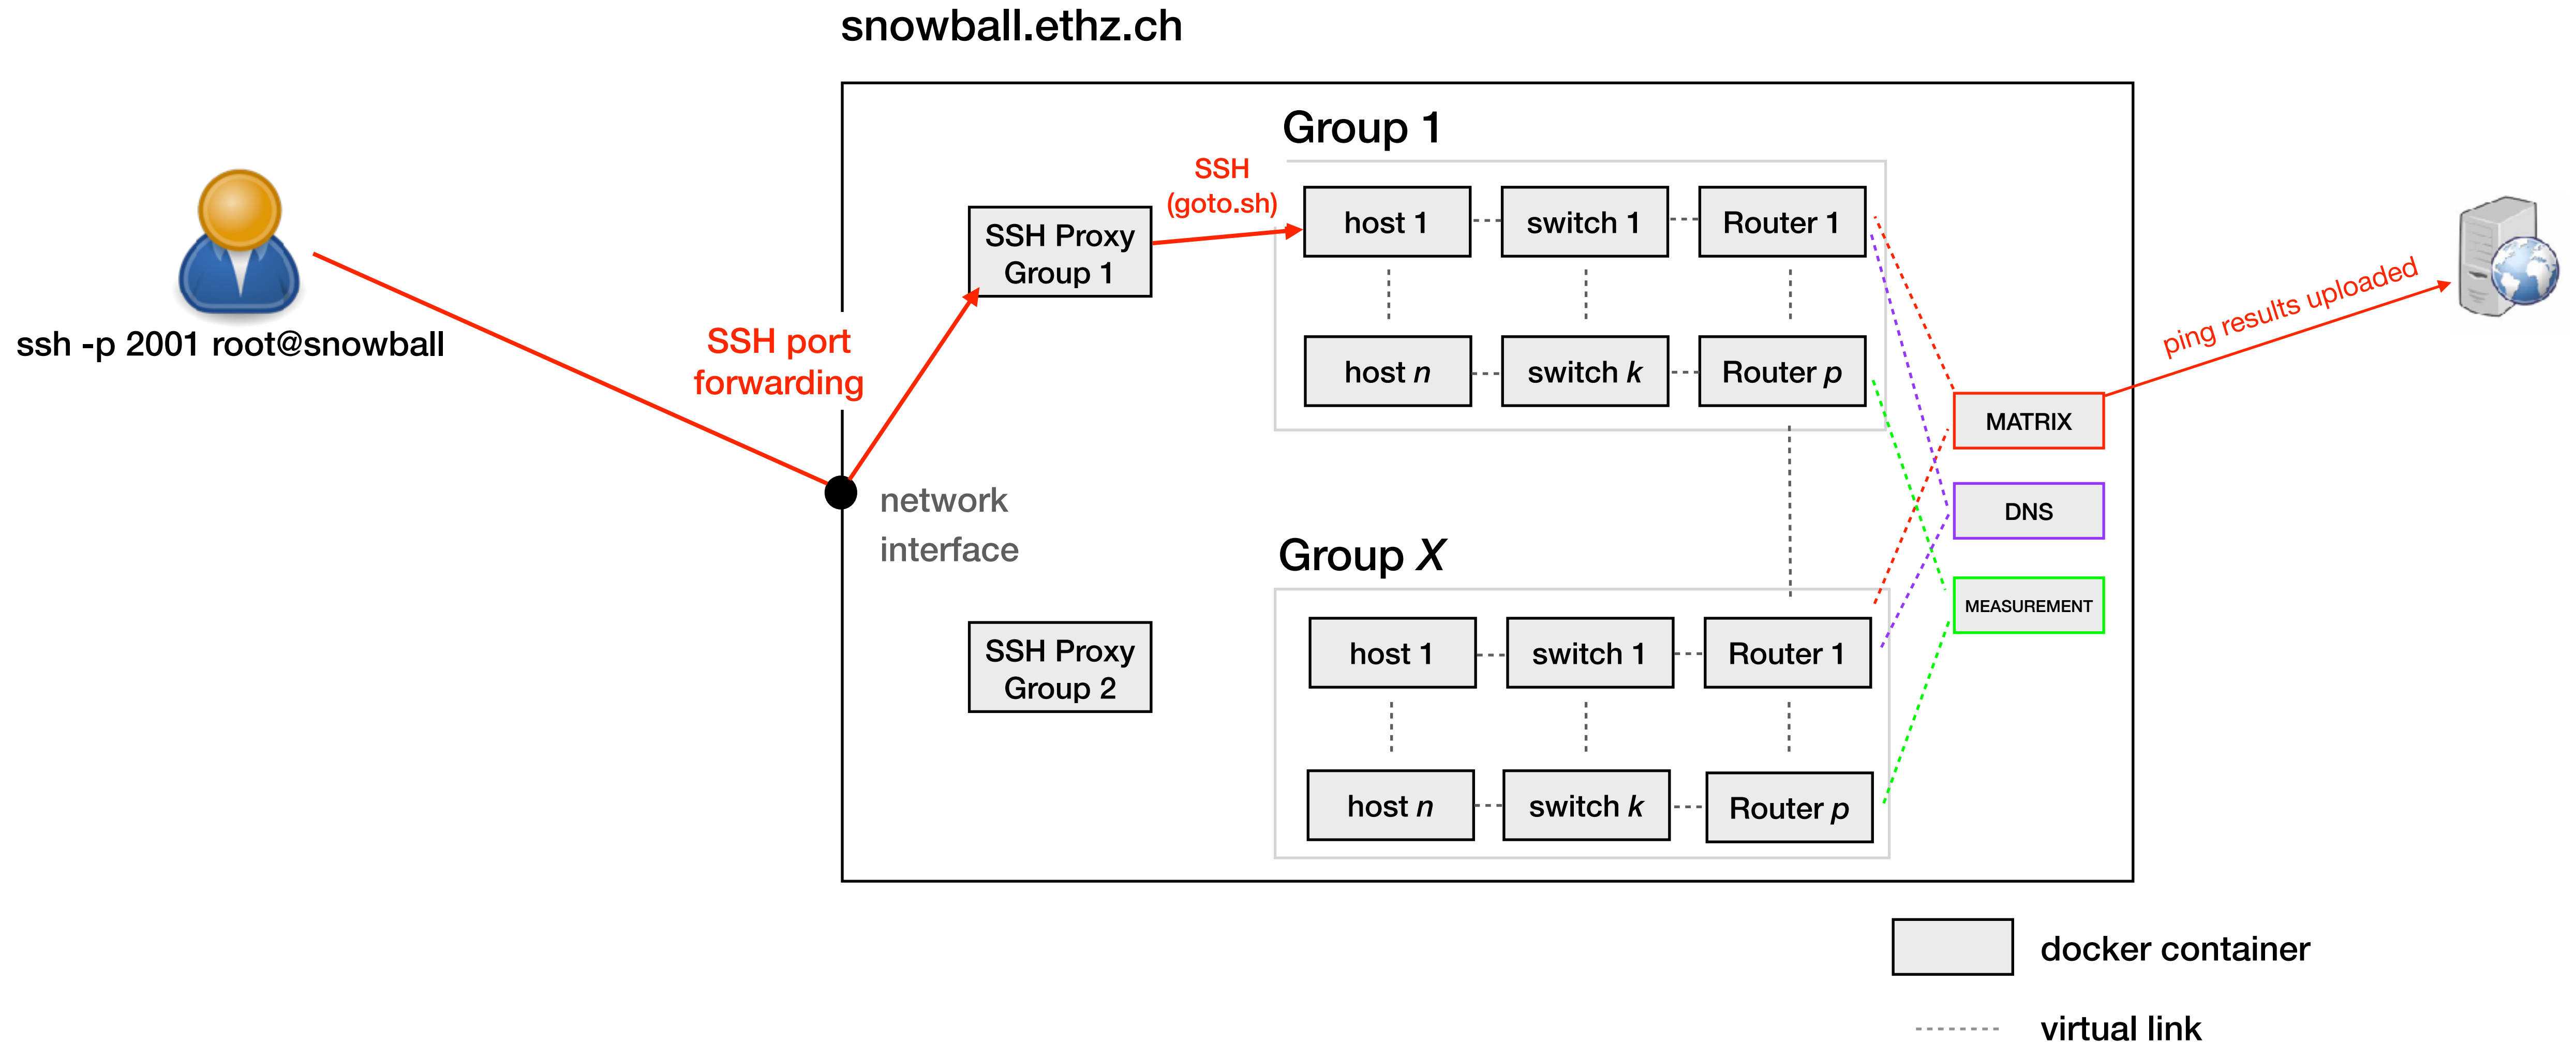 snowball.ethz.ch
Group 1
SSH
(goto.sh)
host 1
switch 1
Router 1
SSH Proxy
Group 1
ssh -p 2001 root@snowball
SSH port
forwarding
host n
switch k
Router p
ping results uploaded
MATRIX
network
interface
DNS
Group X
MEASUREMENT
SSH Proxy
Group 2
host 1
switch 1
Router 1
host n
switch k
Router p
docker container
virtual link